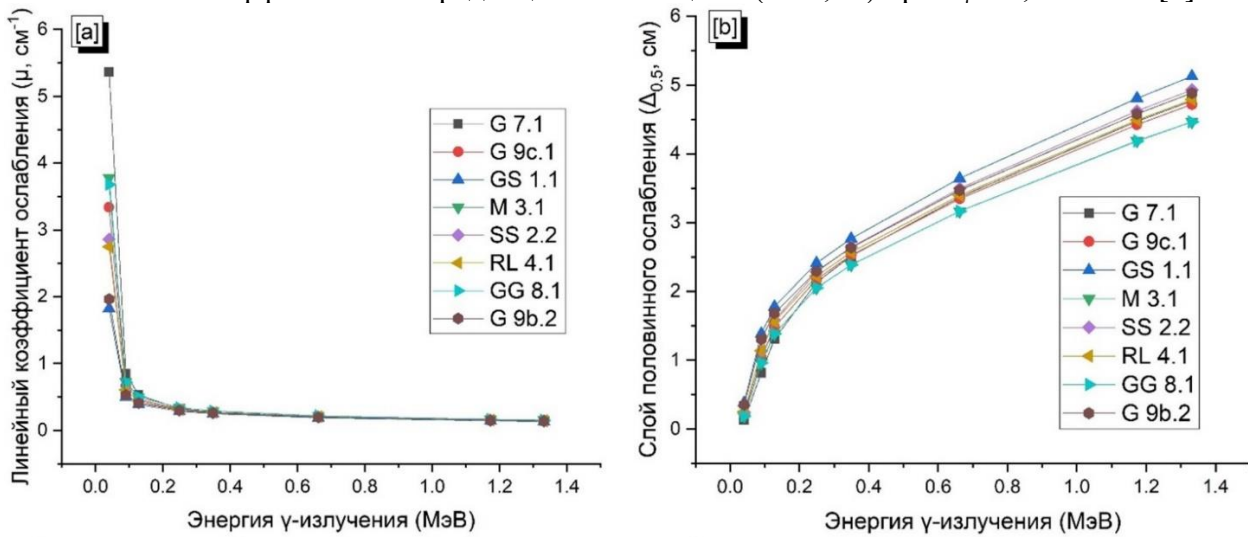 [a]
Линейный коэффициент ослабления (μ, см⁻¹)
6
5
4
3
2
1
0
G 7.1
G 9c.1
GS 1.1
M 3.1
SS 2.2
RL 4.1
GG 8.1
G 9b.2
0.0 0.2 0.4 0.6 0.8 1.0 1.2 1.4
Энергия γ-излучения (МэВ)
[b]
Слой половинного ослабления (Δ₀.₅, см)
6
5
4
3
2
1
0
G 7.1
G 9c.1
GS 1.1
M 3.1
SS 2.2
RL 4.1
GG 8.1
G 9b.2
0.0 0.2 0.4 0.6 0.8 1.0 1.2 1.4
Энергия γ-излучения (МэВ)